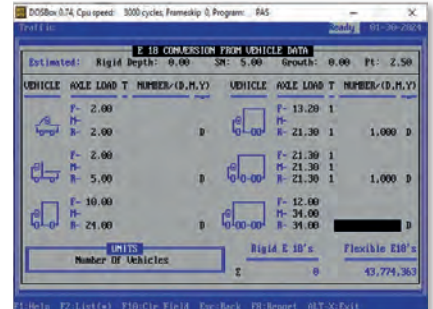 DOSBox 0.74, Cpu speed: 3000 cycles, Frameskip 0, Program: PAS
Traffic Ready 01-30-2024
E 18 CONVERSION FROM VEHICLE DATA
Estimated: Rigid Depth: 0.00 SN: 5.00 Growth: 0.00 Pt: 2.50
VEHICLE AXLE LOAD T NUMBER/(D,M,Y) VEHICLE AXLE LOAD T NUMBER/(D,M,Y)
F- 2.00 F- 13.20 1
M- M-
R- 2.00 D R- 21.30 1 1,000 D
F- 2.00 F- 21.30 1
M- M- 21.30 1
R- 5.00 D R- 21.30 1 1,000 D
F- 10.00 F- 12.00
M- M- 34.00
R- 24.00 D R- 34.00 D
UNITS Rigid E 18's Flexible E18's
Number Of Vehicles
Σ 0 43,774,363
F1:Help F2:List(+) F10:Clr Field Esc:Back ALT-X:Exit